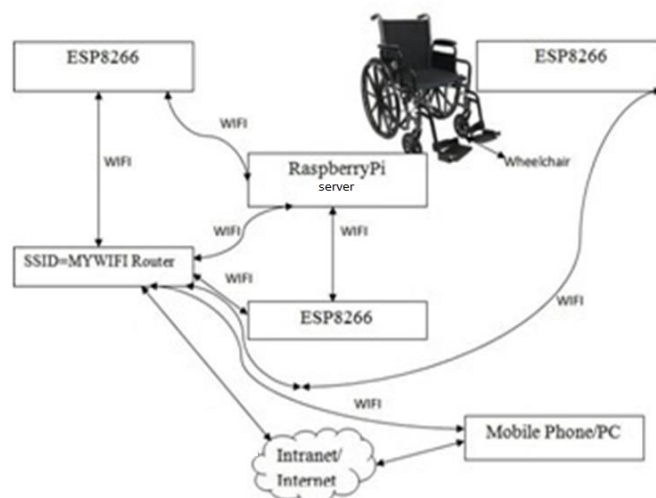 ESP8266
ESP8266
WIFI
WIFI
Wheelchair
RaspberryPi
server
WIFI
WIFI
SSID=MYWIFI Router
WIFI
WIFI
ESP8266
WIFI
Mobile Phone/PC
Intranet/
Internet